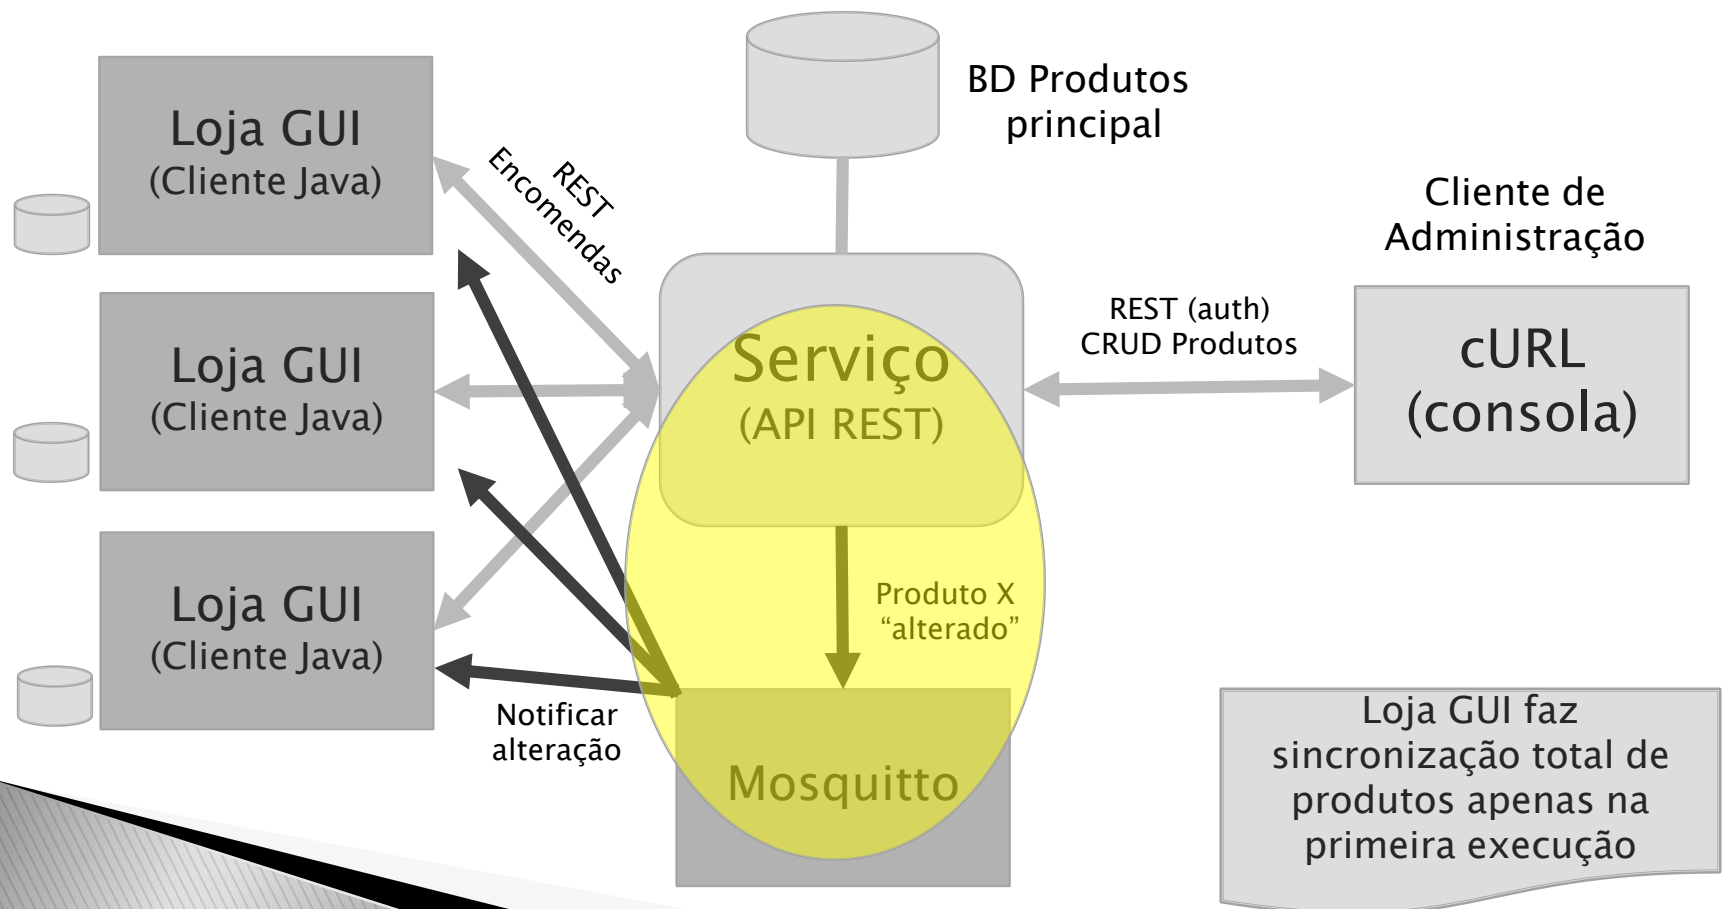 BD Produtos
principal
Loja GUI
(Cliente Java)
REST
Encomendas
Cliente de
Administração
Loja GUI
(Cliente Java)
Serviço
(API REST)
REST (auth)
CRUD Produtos
cURL
(consola)
Loja GUI
(Cliente Java)
Produto X
“alterado”
Notificar
alteração
Mosquitto
Loja GUI faz
sincronização total de
produtos apenas na
primeira execução